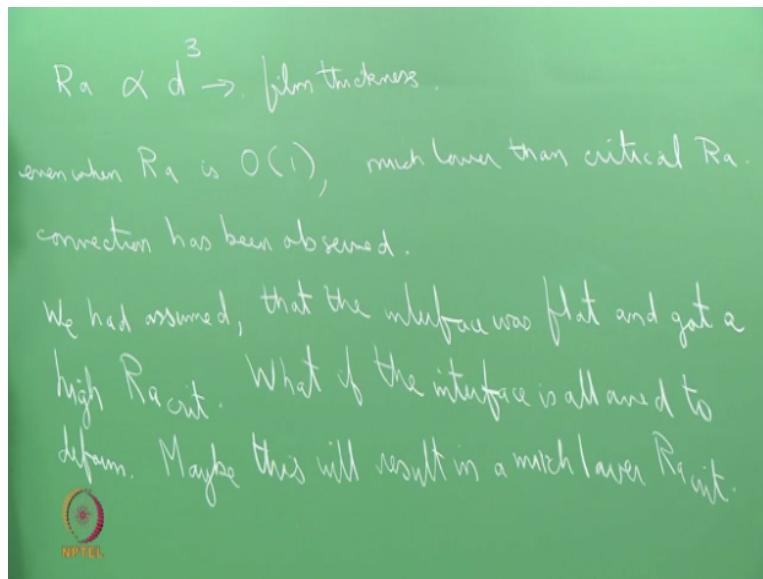 Ra ∝ d³ → film thickness.
even when Ra is O(1), much lower than critical Ra.
convection has been observed.
We had assumed, that the interface was flat and got a
high Ra crit. What if the interface is allowed to
deform. Maybe this will result in a much lower Ra crit.
NPTEL